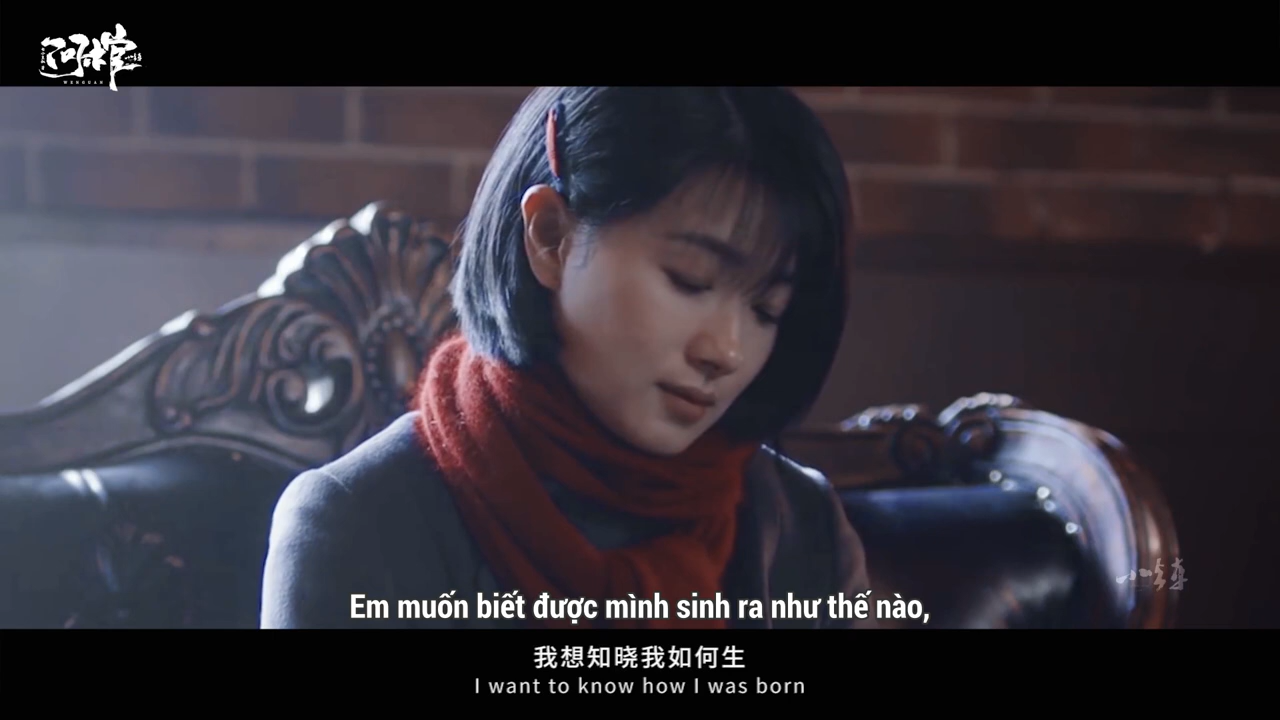 WENGUAN
Em muốn biết được mình sinh ra như thế nào,
我想知晓我如何生
I want to know how I was born